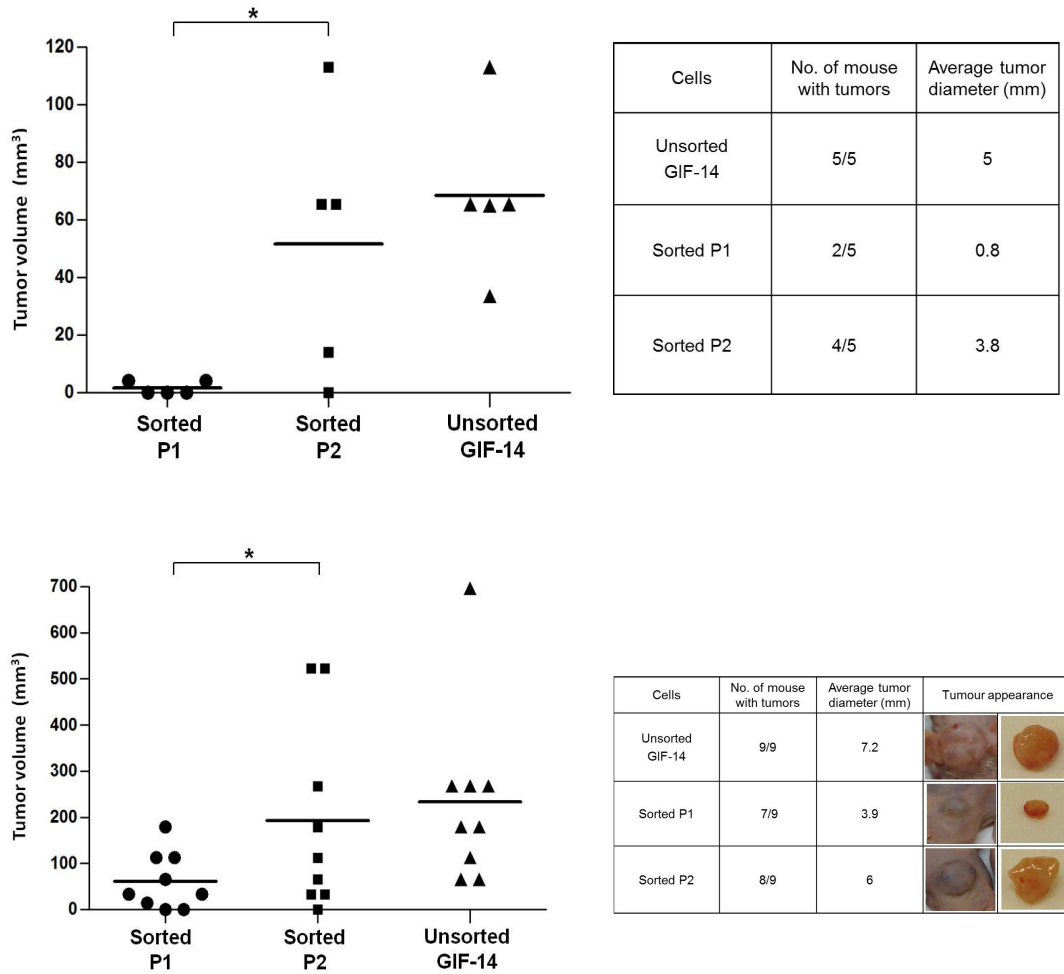 *
Tumor volume (mm³)
120
100
80
60
40
20
0
Sorted
P1
Sorted
P2
Unsorted
GIF-14
Cells
No. of mouse
with tumors
Average tumor
diameter (mm)
Unsorted
GIF-14
5/5
5
Sorted P1
2/5
0.8
Sorted P2
4/5
3.8
*
Tumor volume (mm³)
700
600
500
400
300
200
100
0
Sorted
P1
Sorted
P2
Unsorted
GIF-14
Cells
No. of mouse
with tumors
Average tumor
diameter (mm)
Tumour appearance
Unsorted
GIF-14
9/9
7.2
Sorted P1
7/9
3.9
Sorted P2
8/9
6